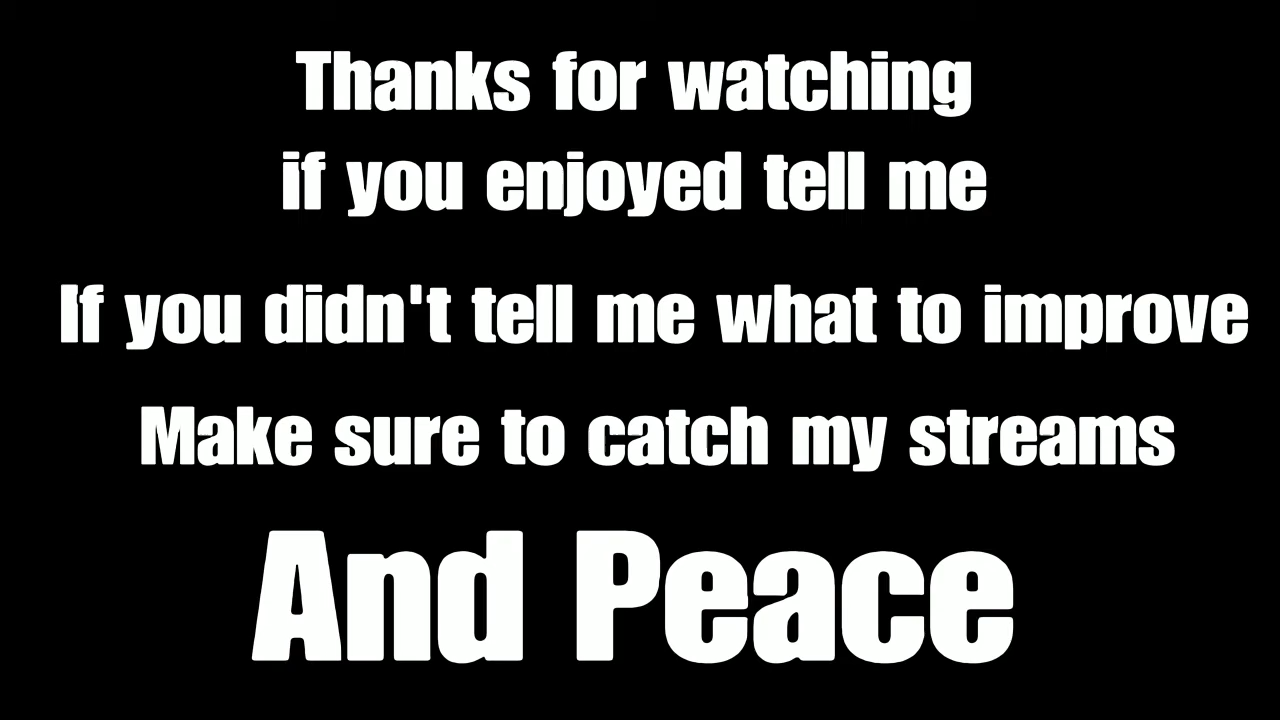 Thanks for watching
if you enjoyed tell me
If you didn't tell me what to improve
Make sure to catch my streams
And Peace